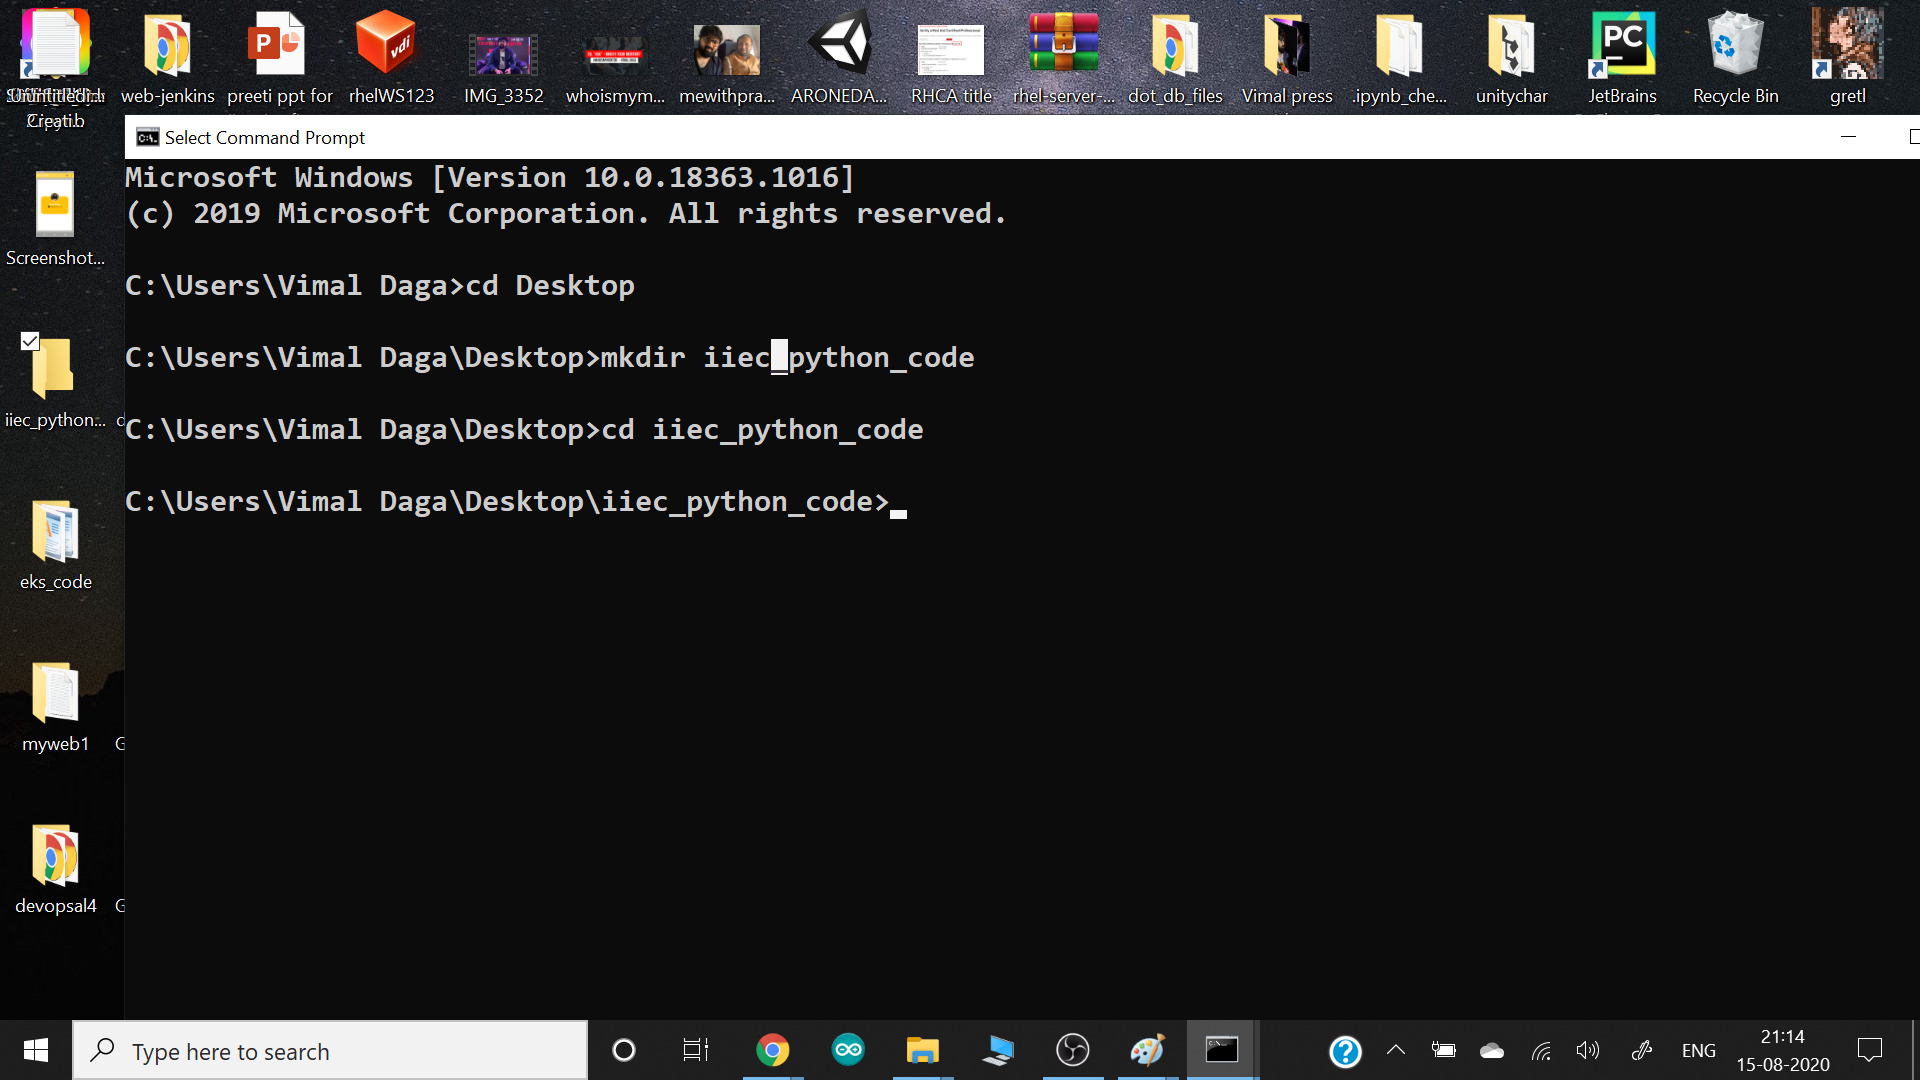 web-jenkins
preeti ppt for
rhelWS123
IMG_3352
whoismym...
mewithpra...
ARONEDA...
RHCA title
rhel-server-...
dot_db_files
Vimal press
.ipynb_che...
unitychar
JetBrains
Recycle Bin
gretl
Select Command Prompt
Microsoft Windows [Version 10.0.18363.1016]
(c) 2019 Microsoft Corporation. All rights reserved.
C:\Users\Vimal Daga>cd Desktop
C:\Users\Vimal Daga\Desktop>mkdir iiec_python_code
C:\Users\Vimal Daga\Desktop>cd iiec_python_code
C:\Users\Vimal Daga\Desktop\iiec_python_code>
Screenshot...
iiec_python...
eks_code
myweb1
devopsal4
Type here to search
ENG
21:14
15-08-2020